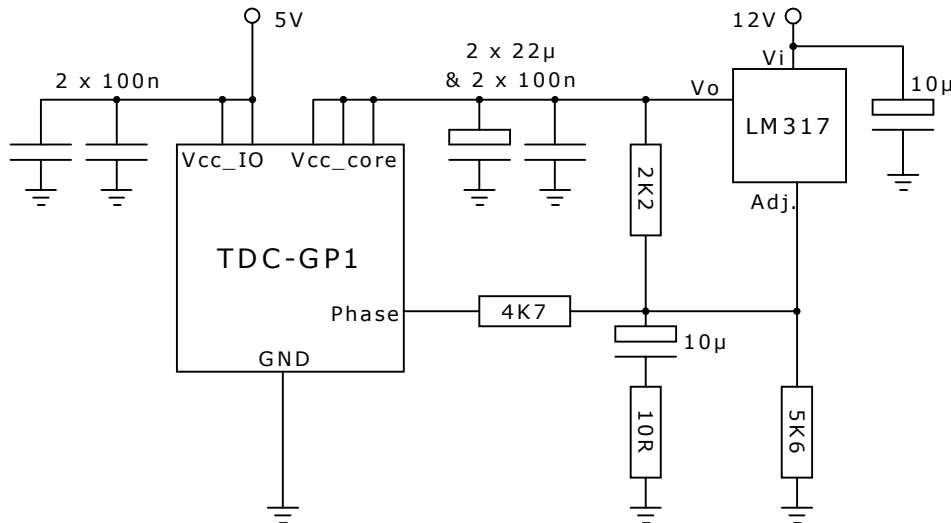 5V
12V
2 x 100n
2 x 22µ
& 2 x 100n
Vi
Vo
10µ
LM317
Vcc_IO
Vcc_core
2K2
Adj.
TDC-GP1
Phase
4K7
10µ
GND
10R
5K6